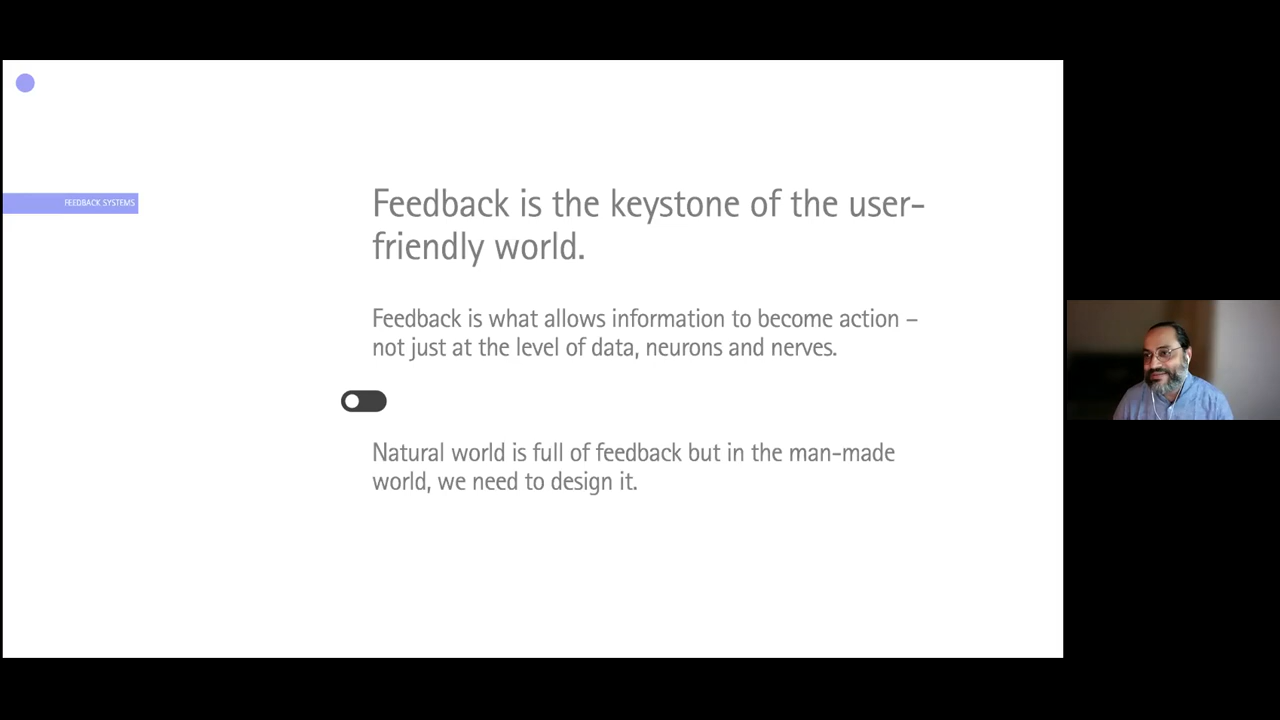 FEEDBACK SYSTEMS
Feedback is the keystone of the user-
friendly world.
Feedback is what allows information to become action –
not just at the level of data, neurons and nerves.
Natural world is full of feedback but in the man-made
world, we need to design it.